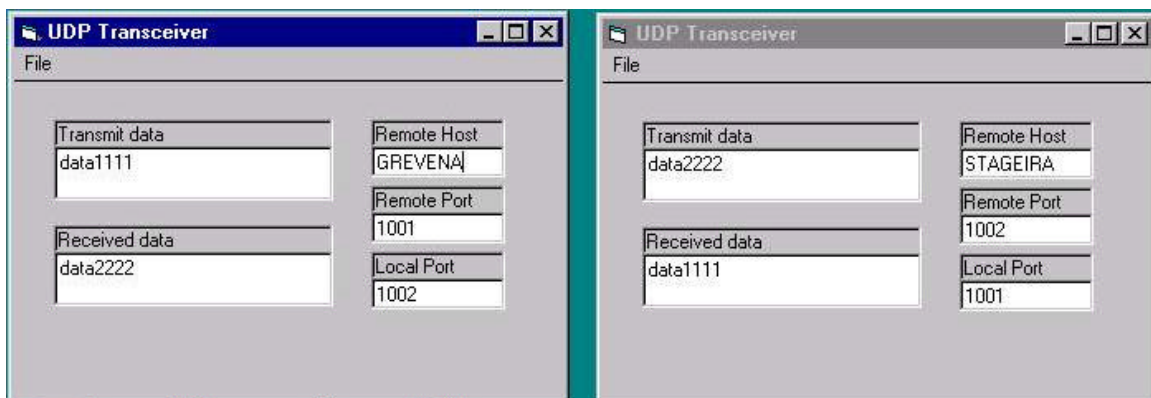 UDP Transceiver
File
Transmit data
data1111
Remote Host
GREVENA
Remote Port
1001
Received data
data2222
Local Port
1002
UDP Transceiver
File
Transmit data
data2222
Remote Host
STAGEIRA
Remote Port
1002
Received data
data1111
Local Port
1001